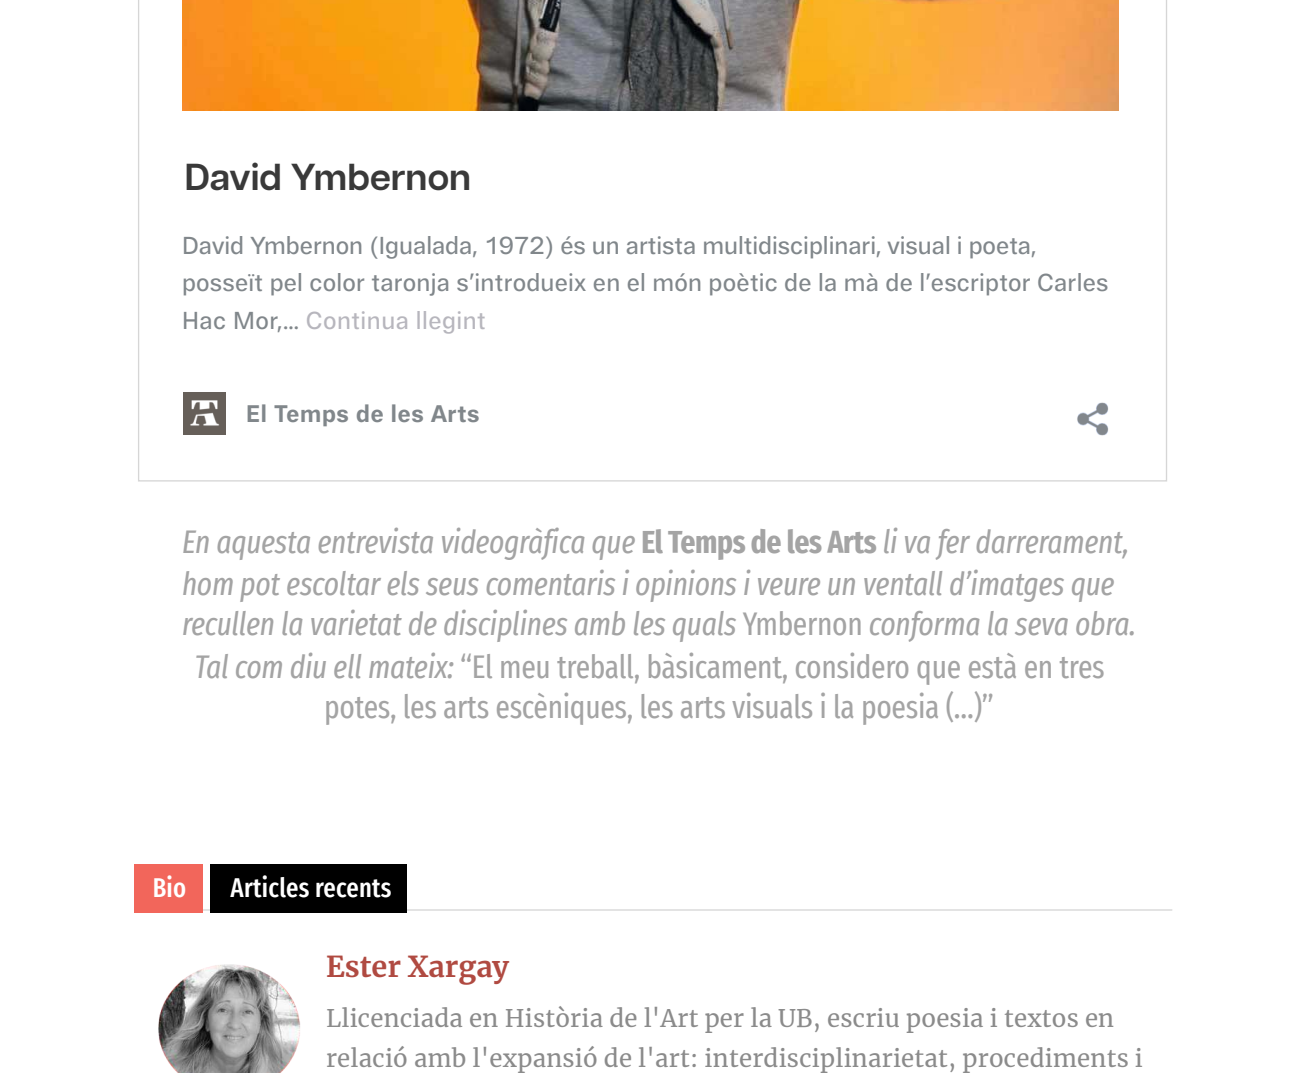 David Ymbernon
David Ymbernon (Igualada, 1972) és un artista multidisciplinari, visual i poeta,
posseït pel color taronja s’introdueix en el món poètic de la mà de l’escriptor Carles
Hac Mor,... Continua llegint
El Temps de les Arts
En aquesta entrevista videogràfica que El Temps de les Arts li va fer darrerament,
hom pot escoltar els seus comentaris i opinions i veure un ventall d’imatges que
recullen la varietat de disciplines amb les quals Ymbernon conforma la seva obra.
Tal com diu ell mateix: “El meu treball, bàsicament, considero que està en tres
potes, les arts escèniques, les arts visuals i la poesia (...)”
Bio
Articles recents
Ester Xargay
Llicenciada en Història de l'Art per la UB, escriu poesia i textos en
relació amb l'expansió de l'art: interdisciplinarietat, procediments i